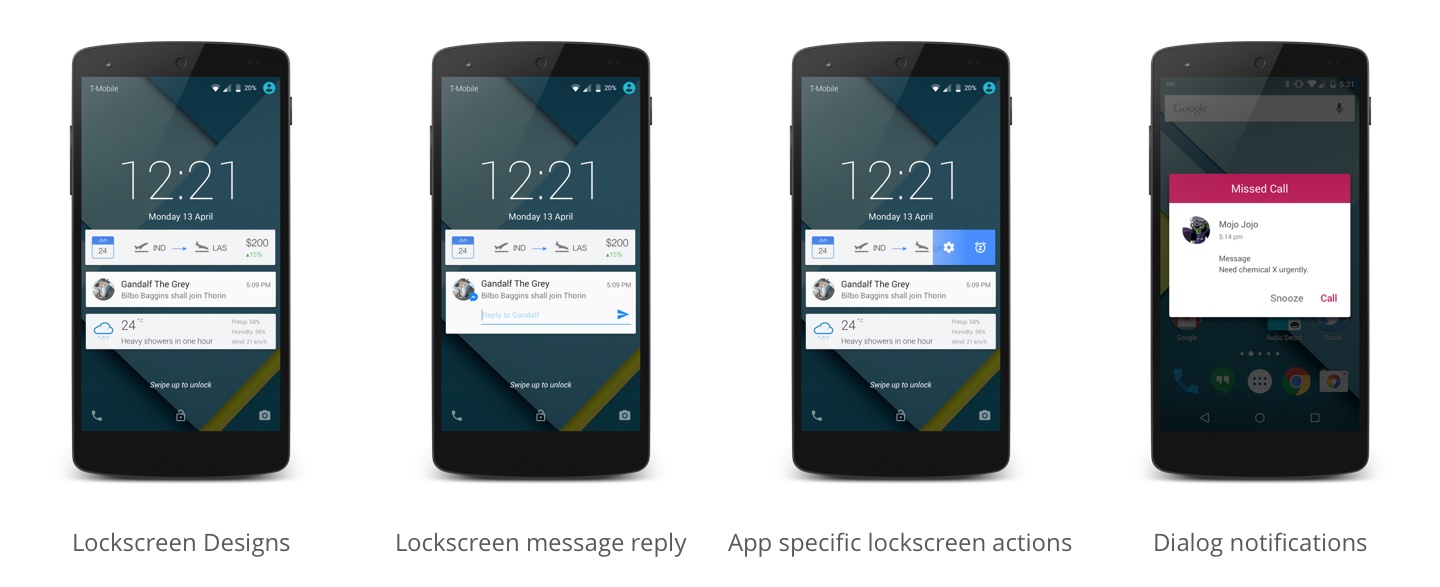 T-Mobile 20%
12:21
Monday 13 April
Jun
24 IND LAS $200
▴15%
Gandalf The Grey 5:09 PM
Bilbo Baggins shall join Thorin
24 °C
Heavy showers in one hour
Precip: 58%
Humidity: 56%
Wind: 21 km/h
Swipe up to unlock
Lockscreen Designs
T-Mobile 20%
12:21
Monday 13 April
Jun
24 IND LAS $200
▴15%
Gandalf The Grey 5:09 PM
Bilbo Baggins shall join Thorin
Reply to Gandalf
Swipe up to unlock
Lockscreen message reply
T-Mobile 20%
12:21
Monday 13 April
Jun
24 IND
Gandalf The Grey 5:09 PM
Bilbo Baggins shall join Thorin
24 °C
Heavy showers in one hour
Precip: 58%
Humidity: 56%
Wind: 21 km/h
Swipe up to unlock
App specific lockscreen actions
5:31
Google
Missed Call
Mojo Jojo
5:14 pm
Message
Need chemical X urgently.
Snooze Call
Google Audio Sword Social
Dialog notifications